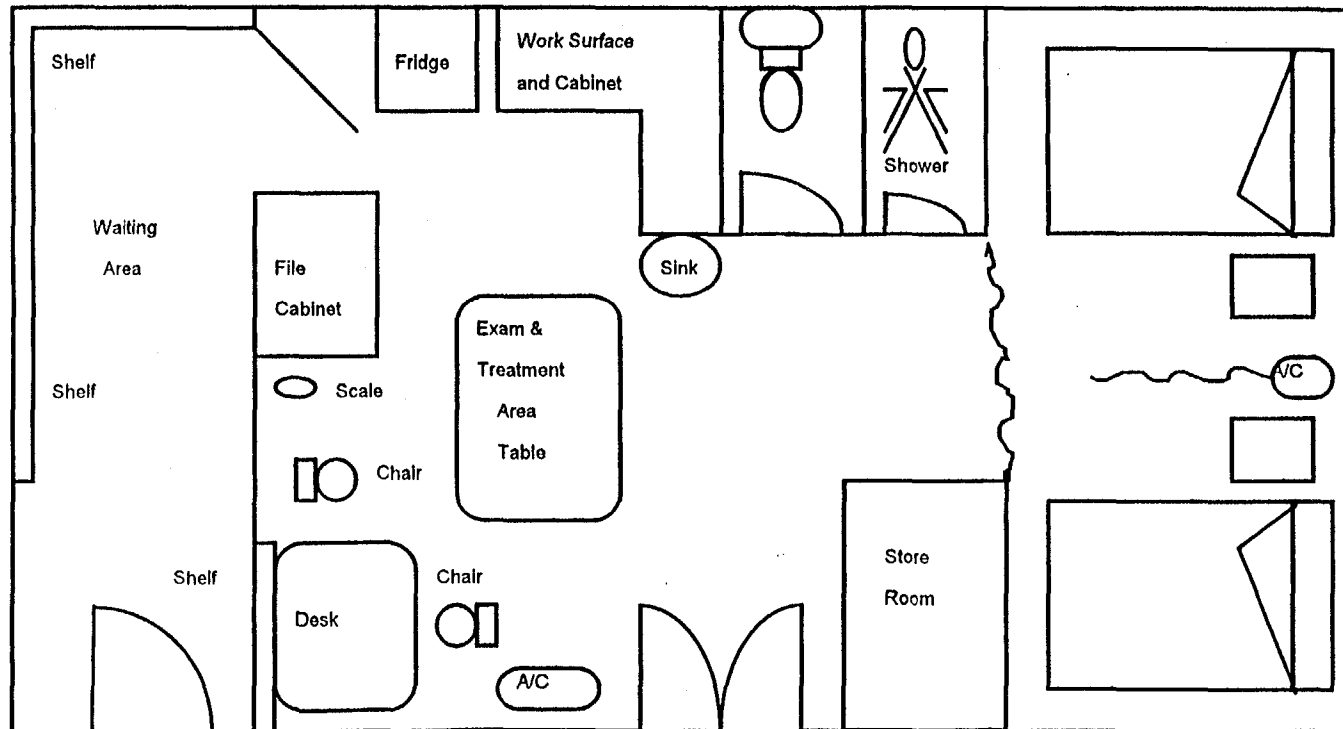 Shelf
Fridge
Work Surface
and Cabinet
Shower
Waiting
Area
File
Cabinet
Sink
Exam &
Treatment
Area
Table
Shelf
Scale
A/C
Chair
Shelf
Desk
Chair
A/C
Store
Room